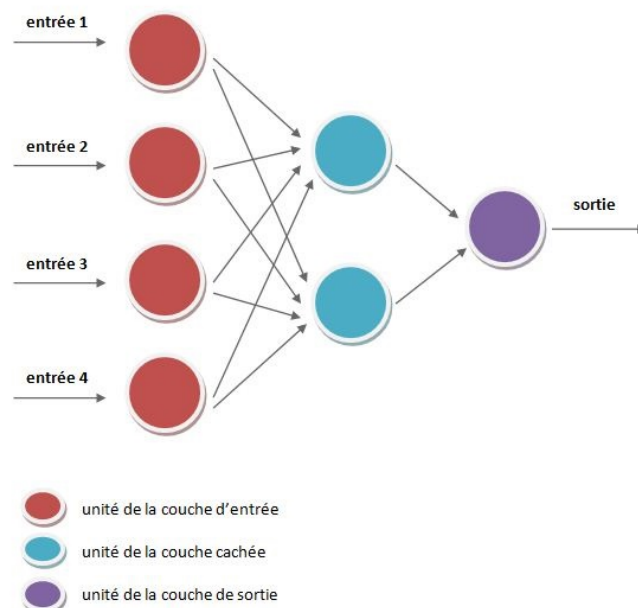 entrée 1
entrée 2
entrée 3
sortie
entrée 4
unité de la couche d'entrée
unité de la couche cachée
unité de la couche de sortie